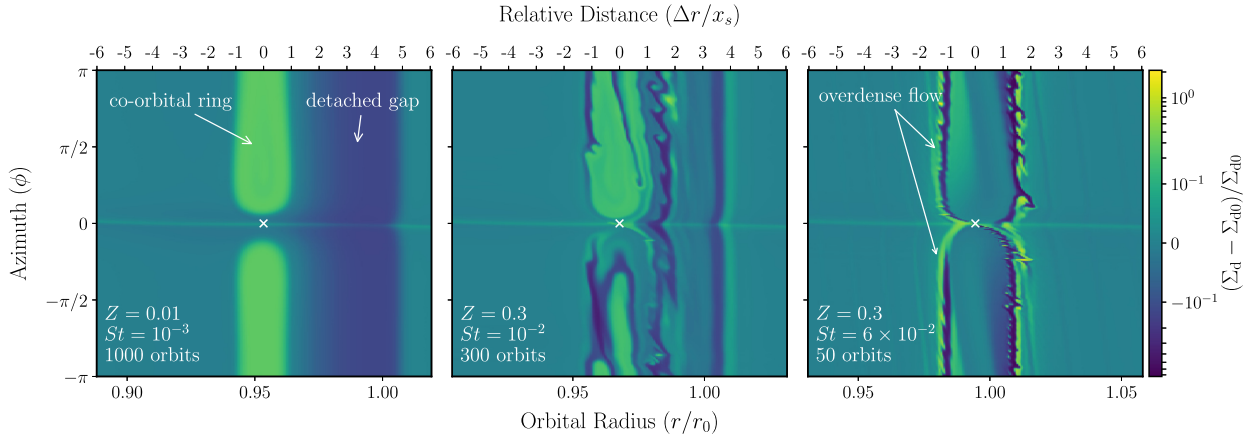 Relative Distance (Δr/x_s)
-6 -5 -4 -3 -2 -1 0 1 2 3 4 5 6
-6 -5 -4 -3 -2 -1 0 1 2 3 4 5 6
-6 -5 -4 -3 -2 -1 0 1 2 3 4 5 6
Azimuth (ϕ)
π
π/2
0
−π/2
−π
co-orbital ring
detached gap
Z = 0.01
St = 10⁻³
1000 orbits
0.90 0.95 1.00
Z = 0.3
St = 10⁻²
300 orbits
0.95 1.00
overdense flow
Z = 0.3
St = 6 × 10⁻²
50 orbits
0.95 1.00 1.05
Orbital Radius (r/r₀)
10⁰
10⁻¹
0
−10⁻¹
(Σ_d − Σ_d0)/Σ_d0